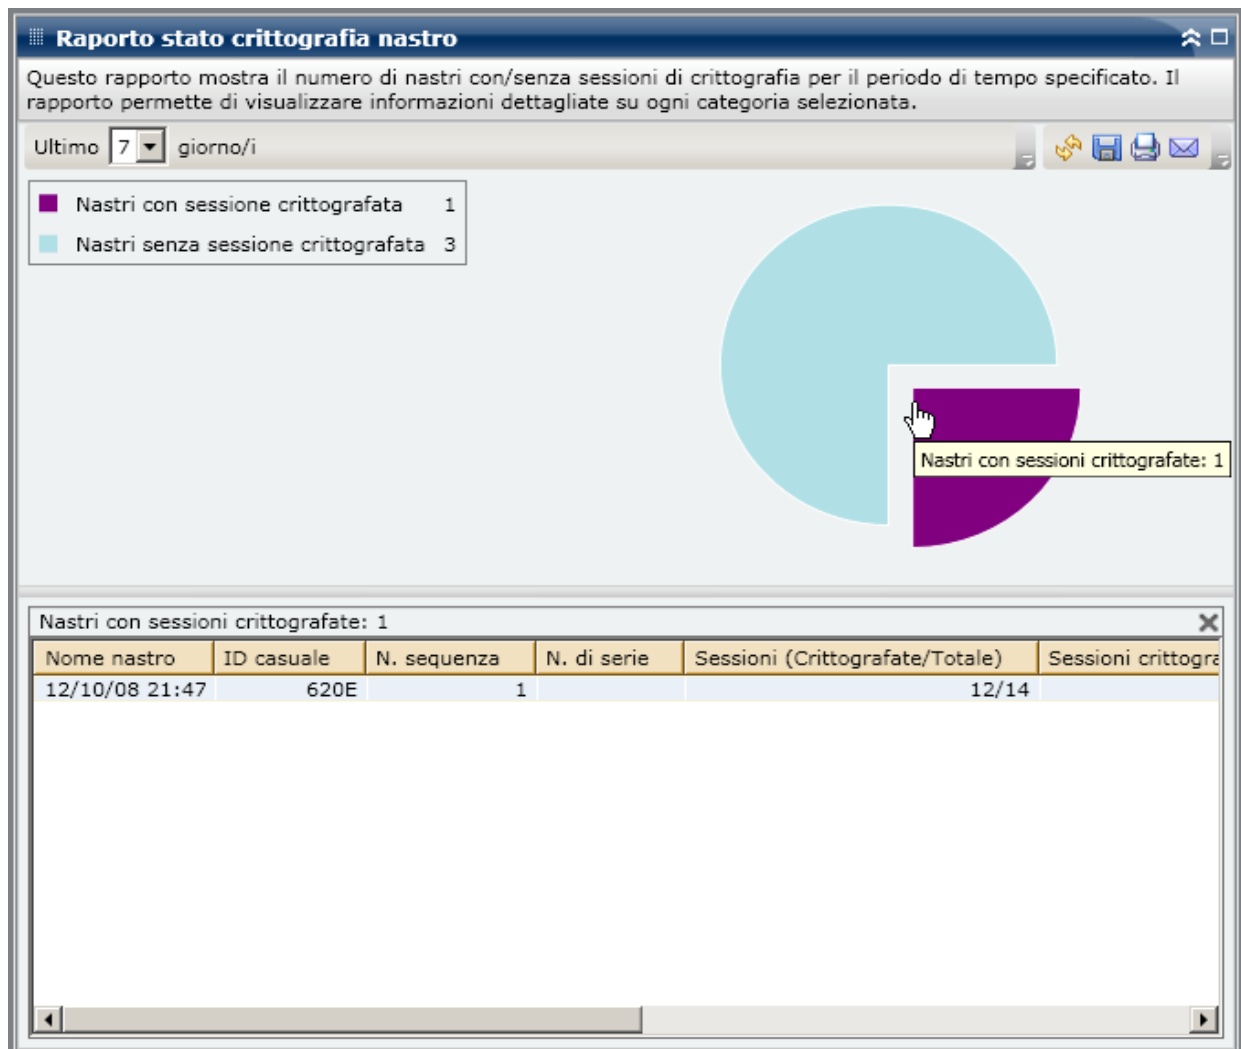 Raporto stato crittografia nastro
Questo rapporto mostra il numero di nastri con/senza sessioni di crittografia per il periodo di tempo specificato. Il
rapporto permette di visualizzare informazioni dettagliate su ogni categoria selezionata.
Ultimo 7 giorno/i
Nastri con sessione crittografata 1
Nastri senza sessione crittografata 3
Nastri con sessioni crittografate: 1
Nastri con sessioni crittografate: 1
Nome nastro ID casuale N. sequenza N. di serie Sessioni (Crittografate/Totale) Sessioni crittogra
12/10/08 21:47 620E 1 12/14